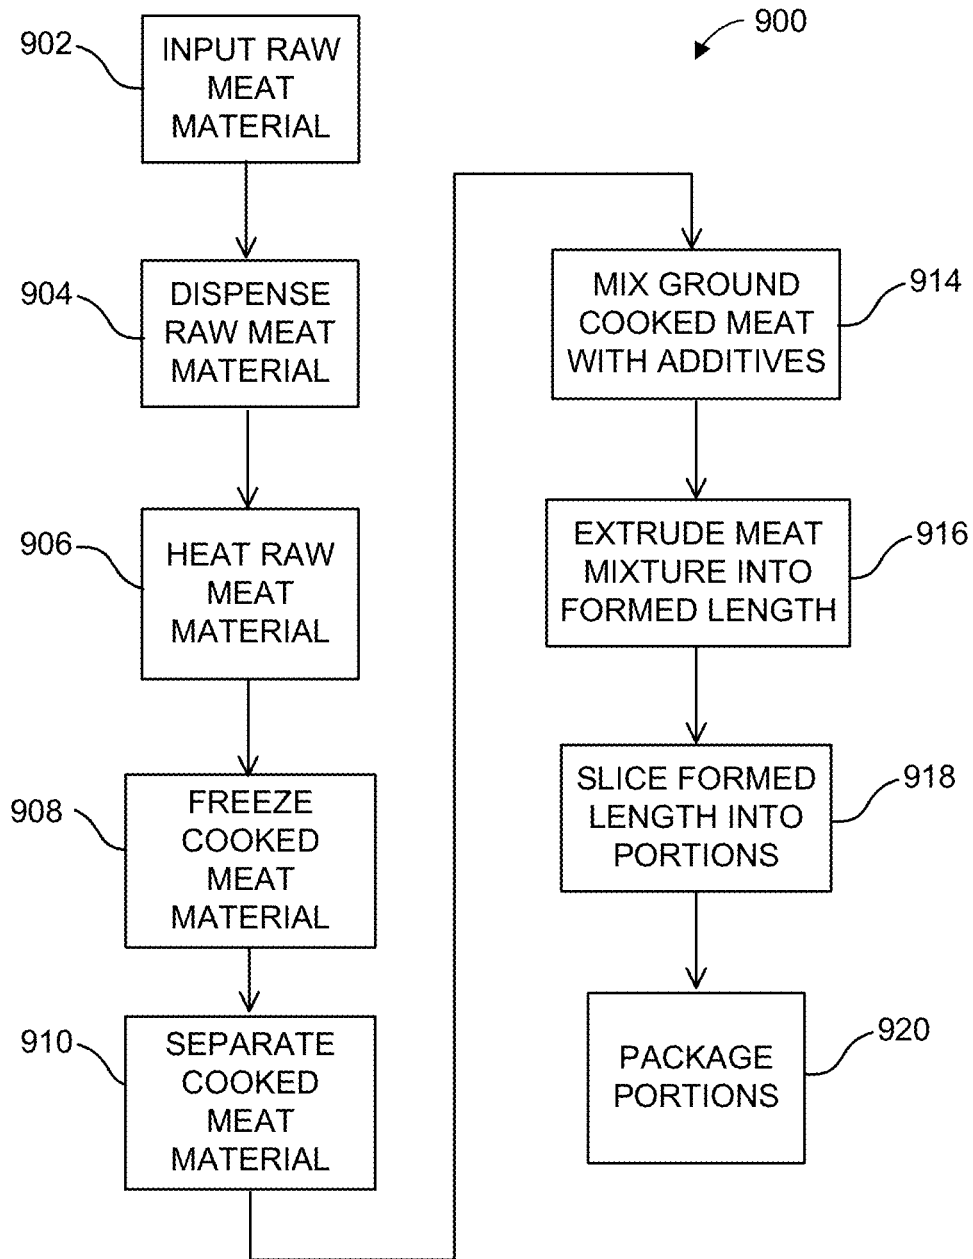 902
INPUT RAW
MEAT
MATERIAL
904
DISPENSE
RAW MEAT
MATERIAL
906
HEAT RAW
MEAT
MATERIAL
908
FREEZE
COOKED
MEAT
MATERIAL
910
SEPARATE
COOKED
MEAT
MATERIAL
900
MIX GROUND
COOKED MEAT
WITH ADDITIVES
914
EXTRUDE MEAT
MIXTURE INTO
FORMED LENGTH
916
SLICE FORMED
LENGTH INTO
PORTIONS
918
PACKAGE
PORTIONS
920